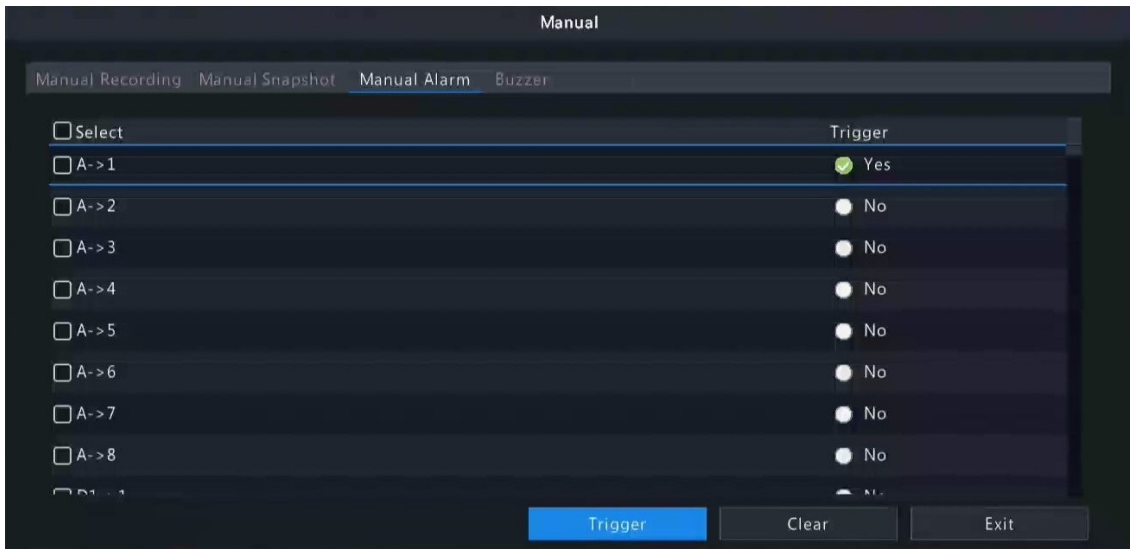 Manual
Manual Recording Manual Snapshot Manual Alarm Buzzer
Select Trigger
A->1 Yes
A->2 No
A->3 No
A->4 No
A->5 No
A->6 No
A->7 No
A->8 No
Trigger Clear Exit